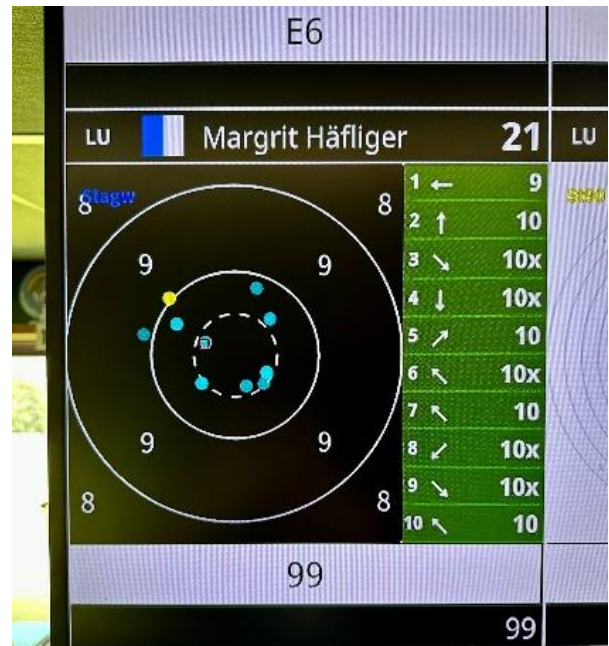 E6
LU Margrit Häfliger 21 LU
Stagw
8 8
9 9
9 9
8 8
1 ← 9
2 ↑ 10
3 ↘ 10x
4 ↓ 10x
5 ↗ 10
6 ↖ 10x
7 ↖ 10
8 ↙ 10x
9 ↘ 10x
10 ↖ 10
99
99